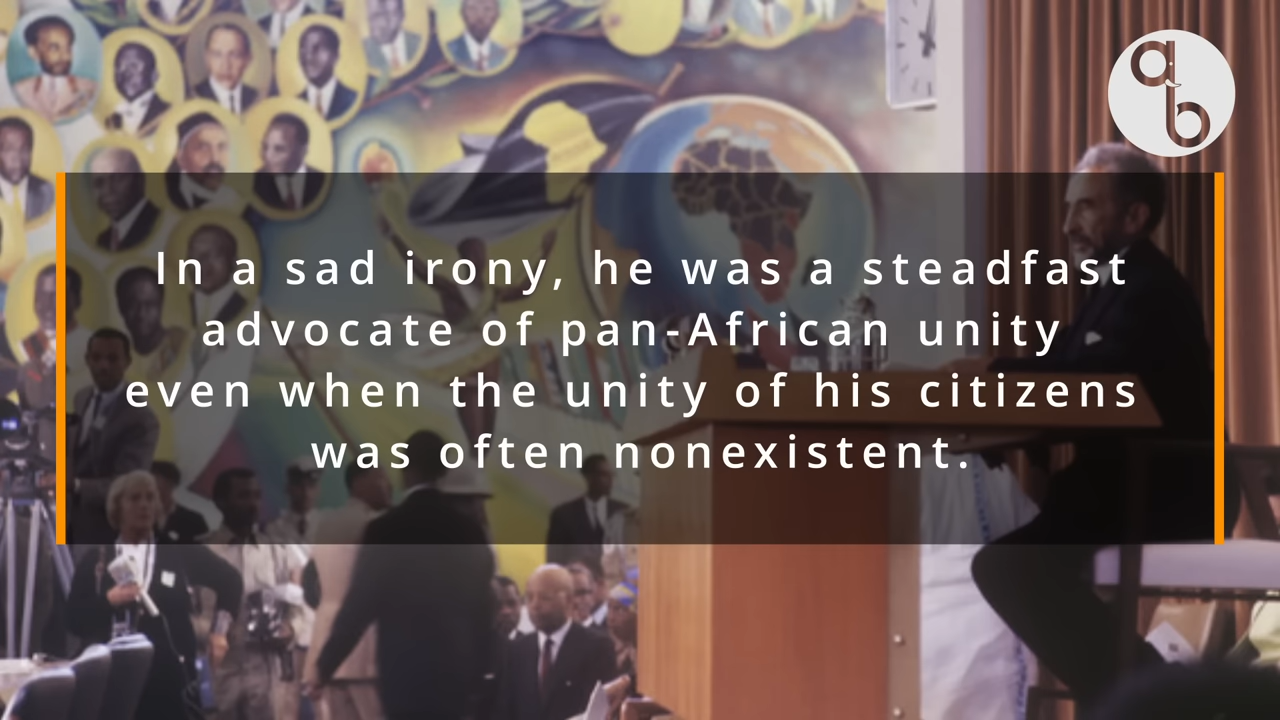 ab
In a sad irony, he was a steadfast
advocate of pan-African unity
even when the unity of his citizens
was often nonexistent.